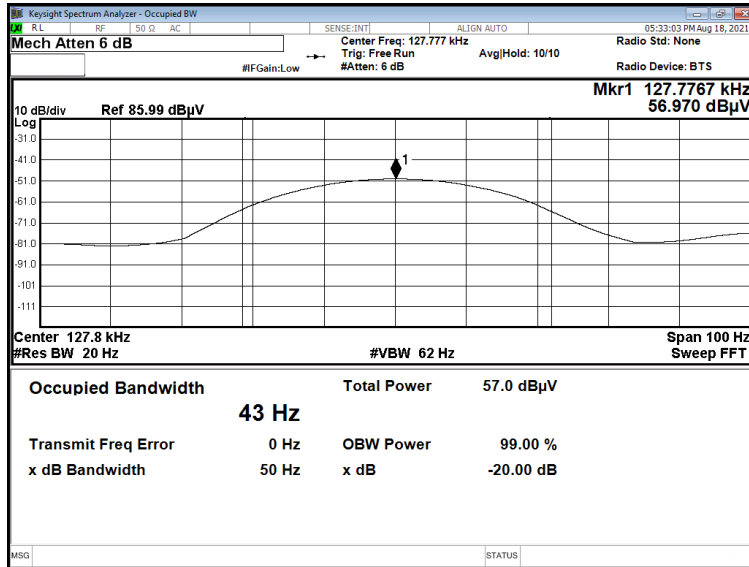 Keysight Spectrum Analyzer - Occupied BW
LXI RL RF 50 Ω AC SENSE:INT ALIGN AUTO 05:33:03 PM Aug 18, 2021
Mech Atten 6 dB Center Freq: 127.777 kHz Radio Std: None
Trig: Free Run Avg|Hold: 10/10
#IFGain:Low #Atten: 6 dB Radio Device: BTS
Mkr1 127.7767 kHz
10 dB/div Ref 85.99 dBµV 56.970 dBµV
Log
-31.0
-41.0
1
-51.0
-61.0
-71.0
-81.0
-91.0
-101
-111
Center 127.8 kHz Span 100 Hz
#Res BW 20 Hz #VBW 62 Hz Sweep FFT
Occupied Bandwidth Total Power 57.0 dBµV
43 Hz
Transmit Freq Error 0 Hz OBW Power 99.00 %
x dB Bandwidth 50 Hz x dB -20.00 dB
MSG STATUS